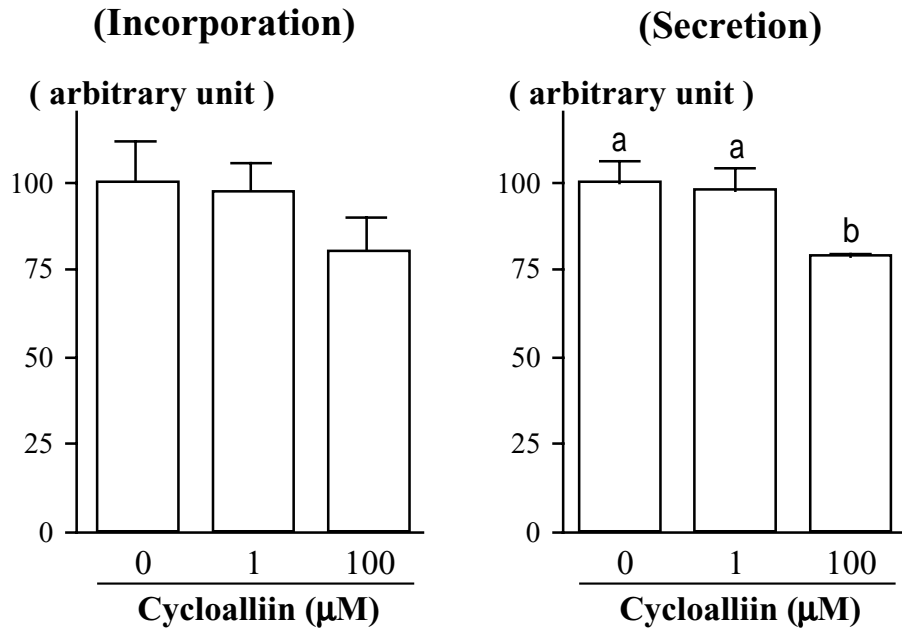 (Incorporation)
( arbitrary unit )
100
75
50
25
0
0 1 100
Cycloalliin (μM)
(Secretion)
( arbitrary unit )
a a b
100
75
50
25
0
0 1 100
Cycloalliin (μM)